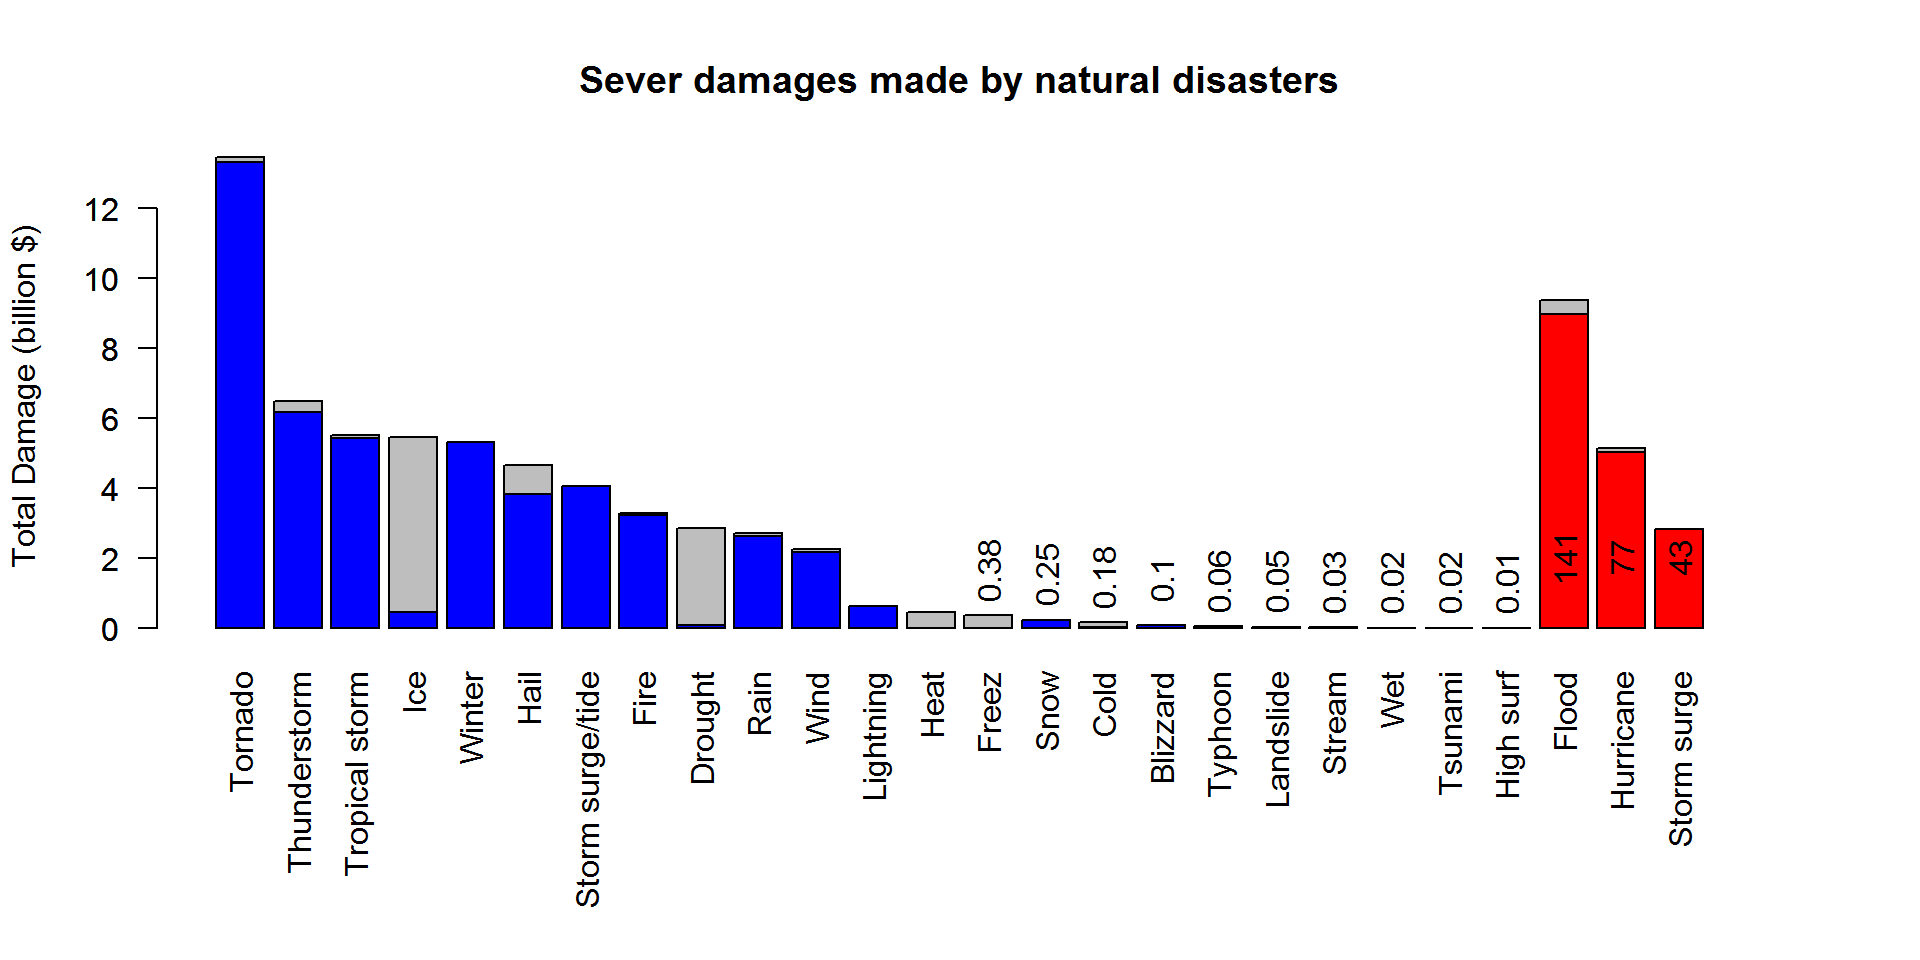 Sever damages made by natural disasters
Total Damage (billion $)
12
10
8
6
4
2
0
0.38
0.25
0.18
0.1
0.06
0.05
0.03
0.02
0.02
0.01
141
77
43
Tornado
Thunderstorm
Tropical storm
Ice
Winter
Hail
Storm surge/tide
Fire
Drought
Rain
Wind
Lightning
Heat
Freez
Snow
Cold
Blizzard
Typhoon
Landslide
Stream
Wet
Tsunami
High surf
Flood
Hurricane
Storm surge